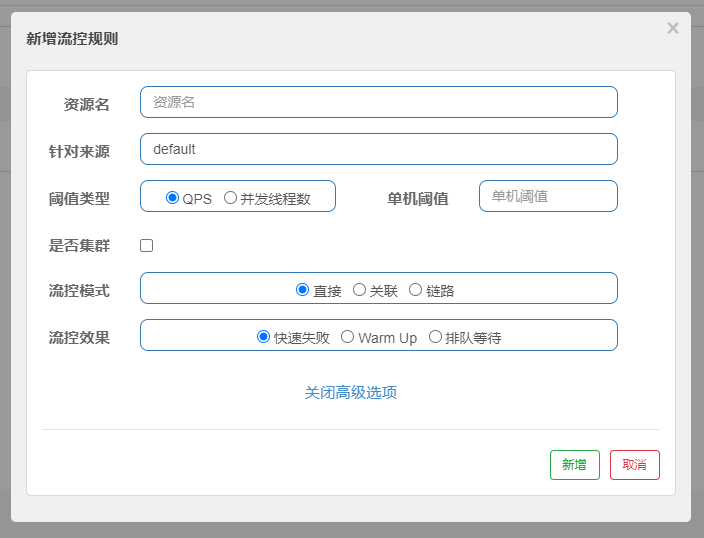 新增流控规则
×
资源名 资源名
针对来源 default
阈值类型 QPS 并发线程数 单机阈值 单机阈值
是否集群
流控模式 直接 关联 链路
流控效果 快速失败 Warm Up 排队等待
关闭高级选项
新增 取消